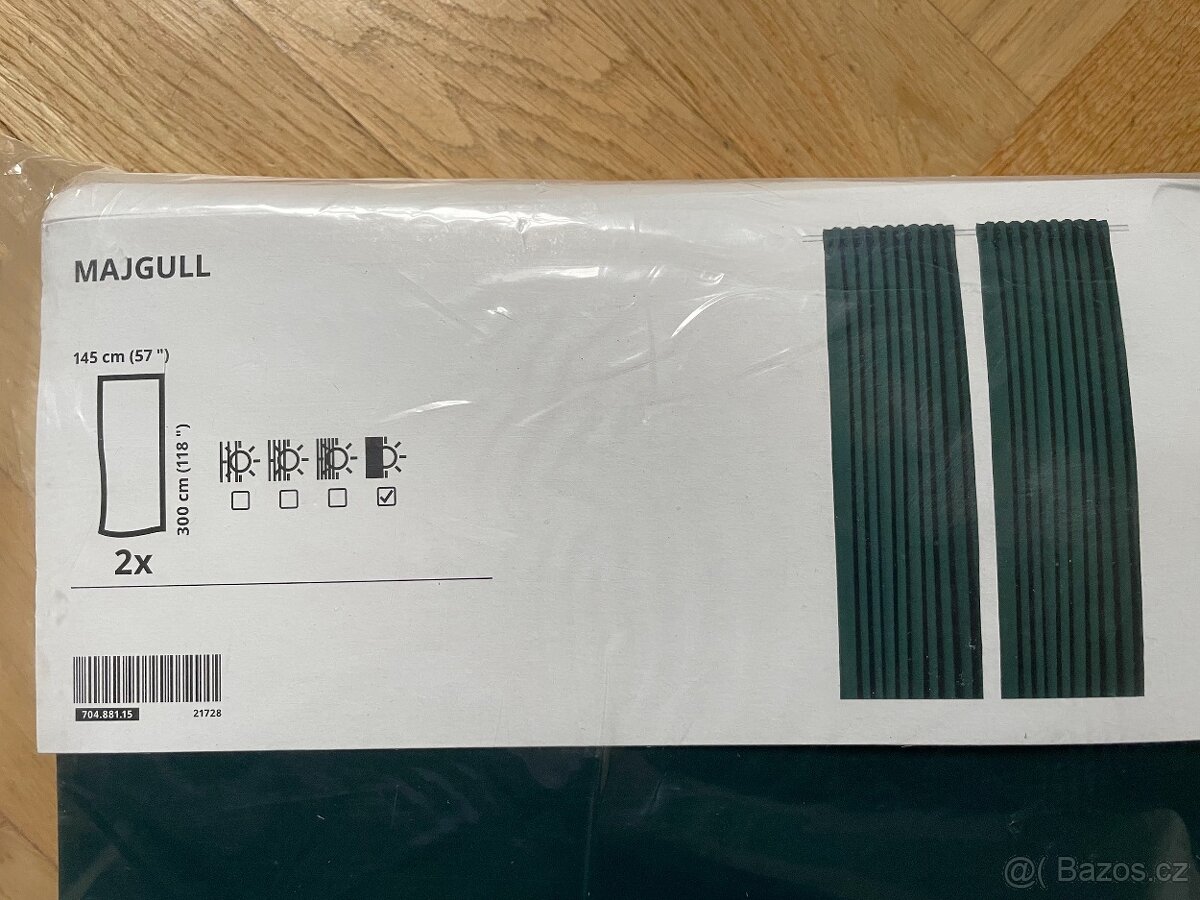 MAJGULL
145 cm (57 ")
300 cm (118 ")
2x
704.881.15
21728
@( Bazos.cz